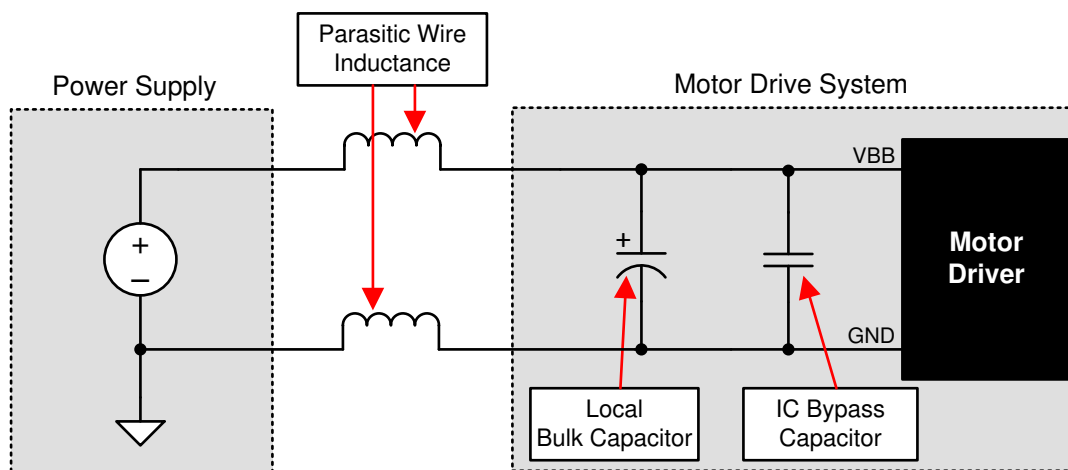 Parasitic Wire
Inductance
Power Supply
Motor Drive System
VBB
+
–
+
Motor
Driver
GND
Local
Bulk Capacitor
IC Bypass
Capacitor